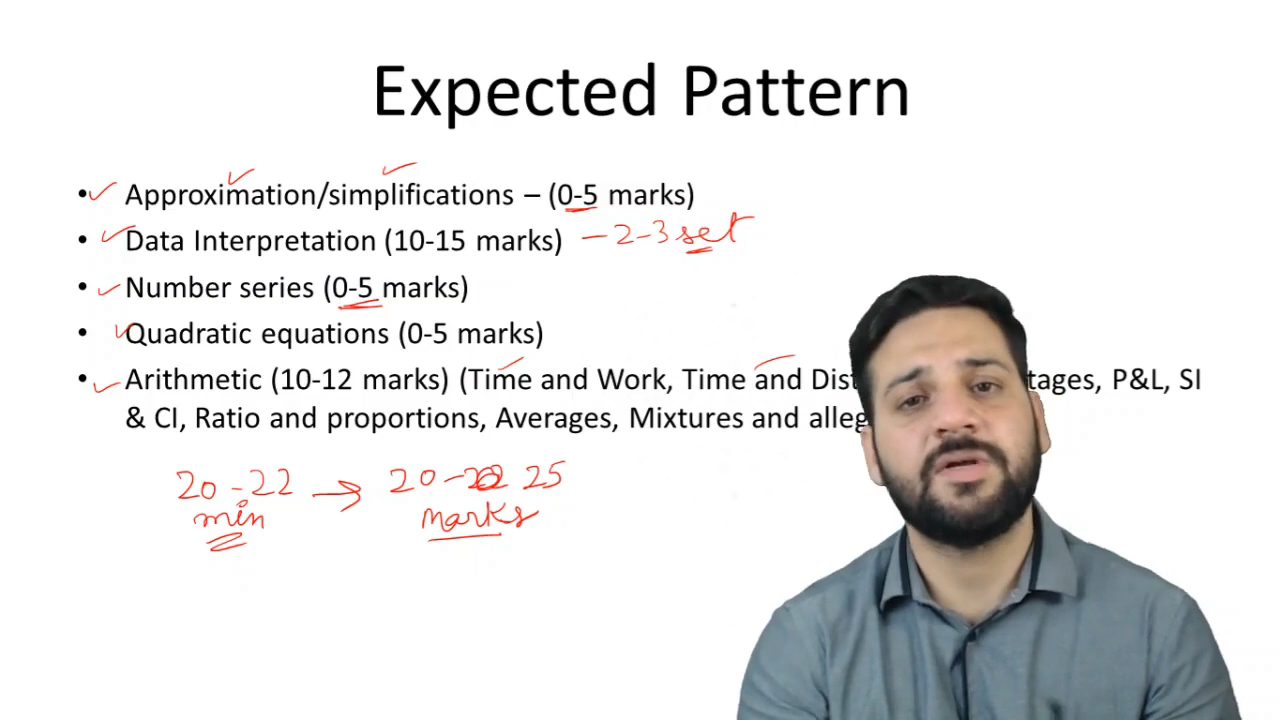 Expected Pattern
• Approximation/simplifications – (0-5 marks)
• Data Interpretation (10-15 marks) – 2-3 set
• Number series (0-5 marks)
• Quadratic equations (0-5 marks)
• Arithmetic (10-12 marks) (Time and Work, Time and Dist tages, P&L, SI
& CI, Ratio and proportions, Averages, Mixtures and alleg
20-22 → 20- 25
min marks